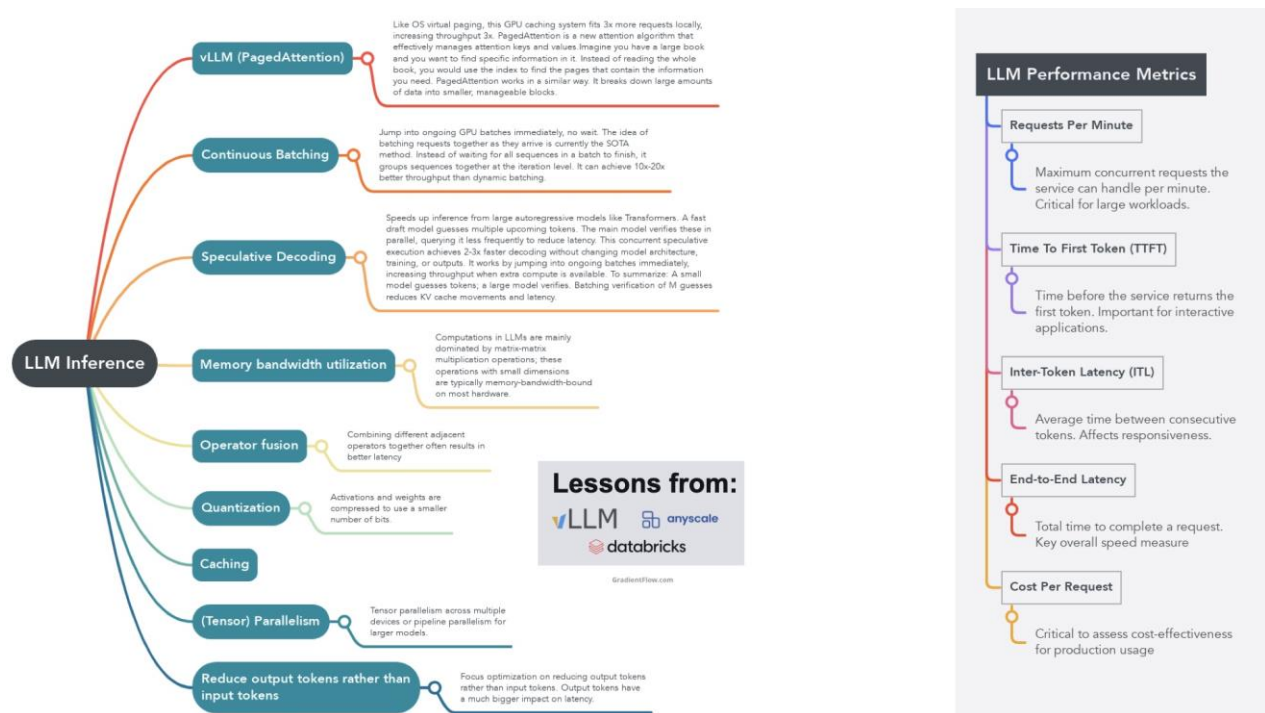 LLM Inference
vLLM (PagedAttention)
Like OS virtual paging, this GPU caching system fits 3x more requests locally,
increasing throughput 3x. PagedAttention is a new attention algorithm that
effectively manages attention keys and values.Imagine you have a large book
and you want to find specific information in it. Instead of reading the whole
book, you would use the index to find the pages that contain the information
you need. PagedAttention works in a similar way. It breaks down large amounts
of data into smaller, manageable blocks.
Continuous Batching
Jump into ongoing GPU batches immediately, no wait. The idea of
batching requests together as they arrive is currently the SOTA
method. Instead of waiting for all sequences in a batch to finish, it
groups sequences together at the iteration level. It can achieve 10x-20x
better throughput than dynamic batching.
Speculative Decoding
Speeds up inference from large autoregressive models like Transformers. A fast
draft model guesses multiple upcoming tokens. The main model verifies these in
parallel, querying it less frequently to reduce latency. This concurrent speculative
execution achieves 2-3x faster decoding without changing model architecture,
training, or outputs. It works by jumping into ongoing batches immediately,
increasing throughput when extra compute is available. To summarize: A small
model guesses tokens; a large model verifies. Batching verification of M guesses
reduces KV cache movements and latency.
Memory bandwidth utilization
Computations in LLMs are mainly
dominated by matrix-matrix
multiplication operations; these
operations with small dimensions
are typically memory-bandwidth-bound
on most hardware.
Operator fusion
Combining different adjacent
operators together often results in
better latency
Quantization
Activations and weights are
compressed to use a smaller
number of bits
Caching
(Tensor) Parallelism
Tensor parallelism across multiple
devices or pipeline parallelism for
larger models.
Reduce output tokens rather than
input tokens
Focus optimization on reducing output tokens
rather than input tokens. Output tokens have
a much bigger impact on latency.
Lessons from:
vLLM
anyscale
databricks
GradientFlow.com
LLM Performance Metrics
Requests Per Minute
Maximum concurrent requests the
service can handle per minute.
Critical for large workloads.
Time To First Token (TTFT)
Time before the service returns the
first token. Important for interactive
applications.
Inter-Token Latency (ITL)
Average time between consecutive
tokens. Affects responsiveness.
End-to-End Latency
Total time to complete a request.
Key overall speed measure
Cost Per Request
Critical to assess cost-effectiveness
for production usage